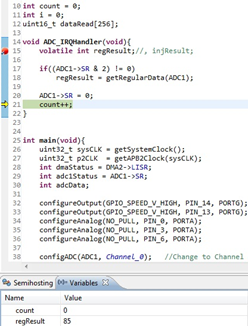 10 int count = 0;
11 int i = 0;
12 uint16_t dataRead[256];
13
14 void ADC_IRQHandler(void){
15 volatile int regResult;//, injResult;
16
17 if((ADC1->SR & 2) != 0)
18 regResult = getRegularData(ADC1);
19
20 ADC1->SR = 0;
21 count++;
22 }
23
24
25 int main(void){
26 uint32_t sysCLK = getSystemClock();
27 uint32_t p2CLK = getAPB2Clock(sysCLK);
28 int dmaStatus = DMA2->LISR;
29 int adc1Status = ADC1->SR;
30 int adcData;
31
32 configureOutput(GPIO_SPEED_V_HIGH, PIN_14, PORTG);
33 configureOutput(GPIO_SPEED_V_HIGH, PIN_13, PORTG);
34 configureAnalog(NO_PULL, PIN_0, PORTA);
35 configureAnalog(NO_PULL, PIN_3, PORTA);
36 configureAnalog(NO_PULL, PIN_6, PORTA);
37
38 configADC(ADC1, Channel_0); //Change to Channel
Semihosting Variables
Name Value
count 0
regResult 85